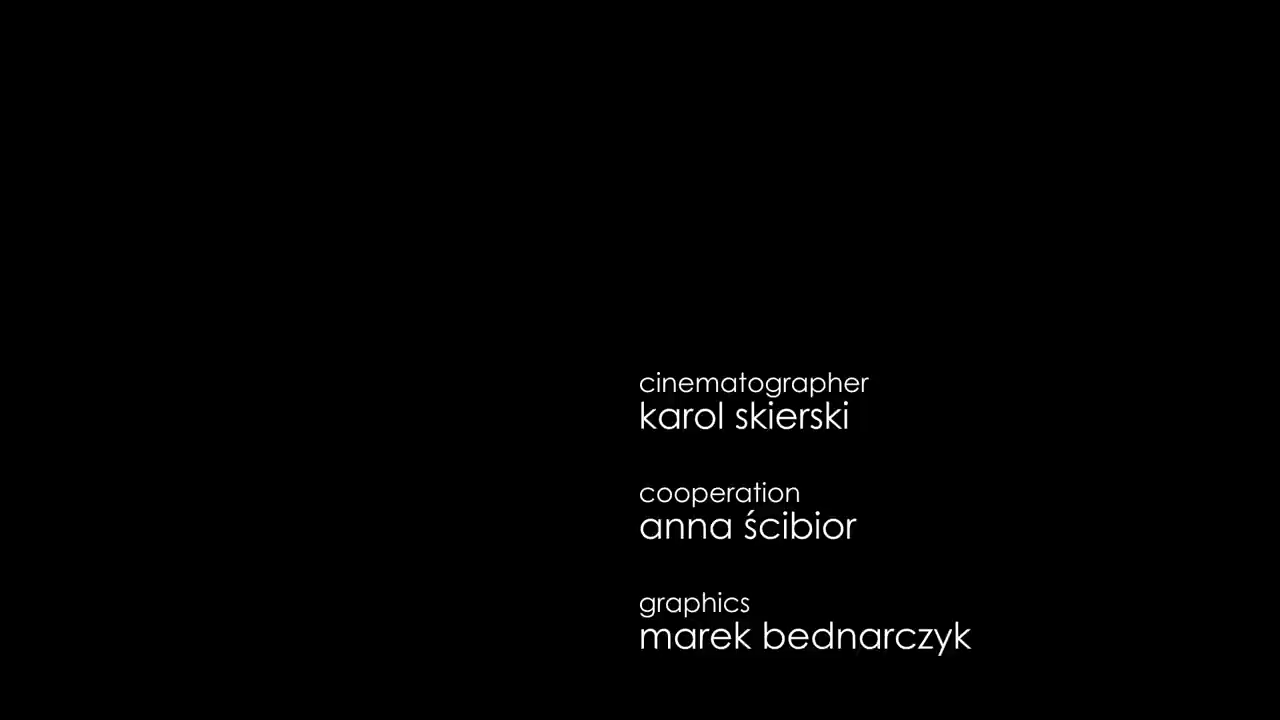 cinematographer
karol skierski
cooperation
anna ścibior
graphics
marek bednarczyk